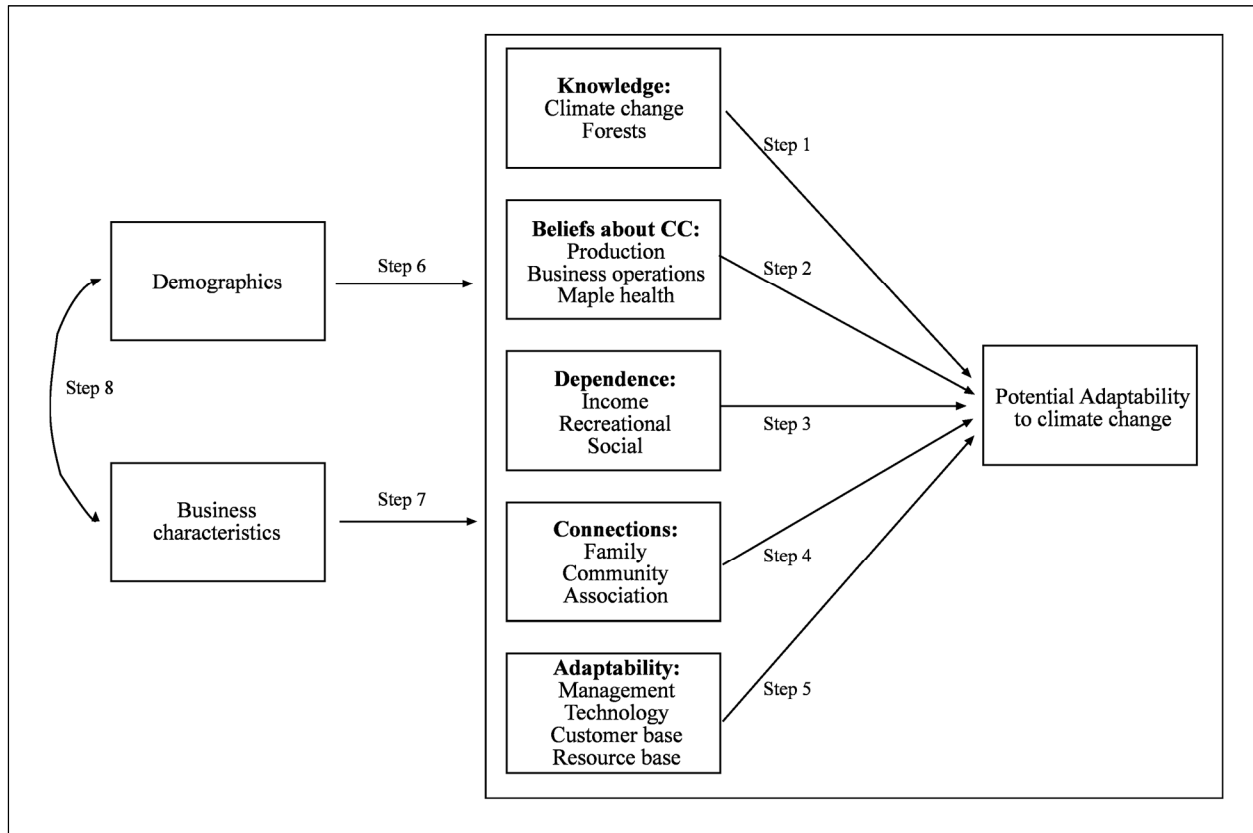 Knowledge:
Climate change
Forests
Step 1
Beliefs about CC:
Production
Business operations
Maple health
Step 2
Demographics
Step 6
Dependence:
Income
Recreational
Social
Step 3
Potential Adaptability
to climate change
Step 8
Business
characteristics
Step 7
Connections:
Family
Community
Association
Step 4
Adaptability:
Management
Technology
Customer base
Resource base
Step 5